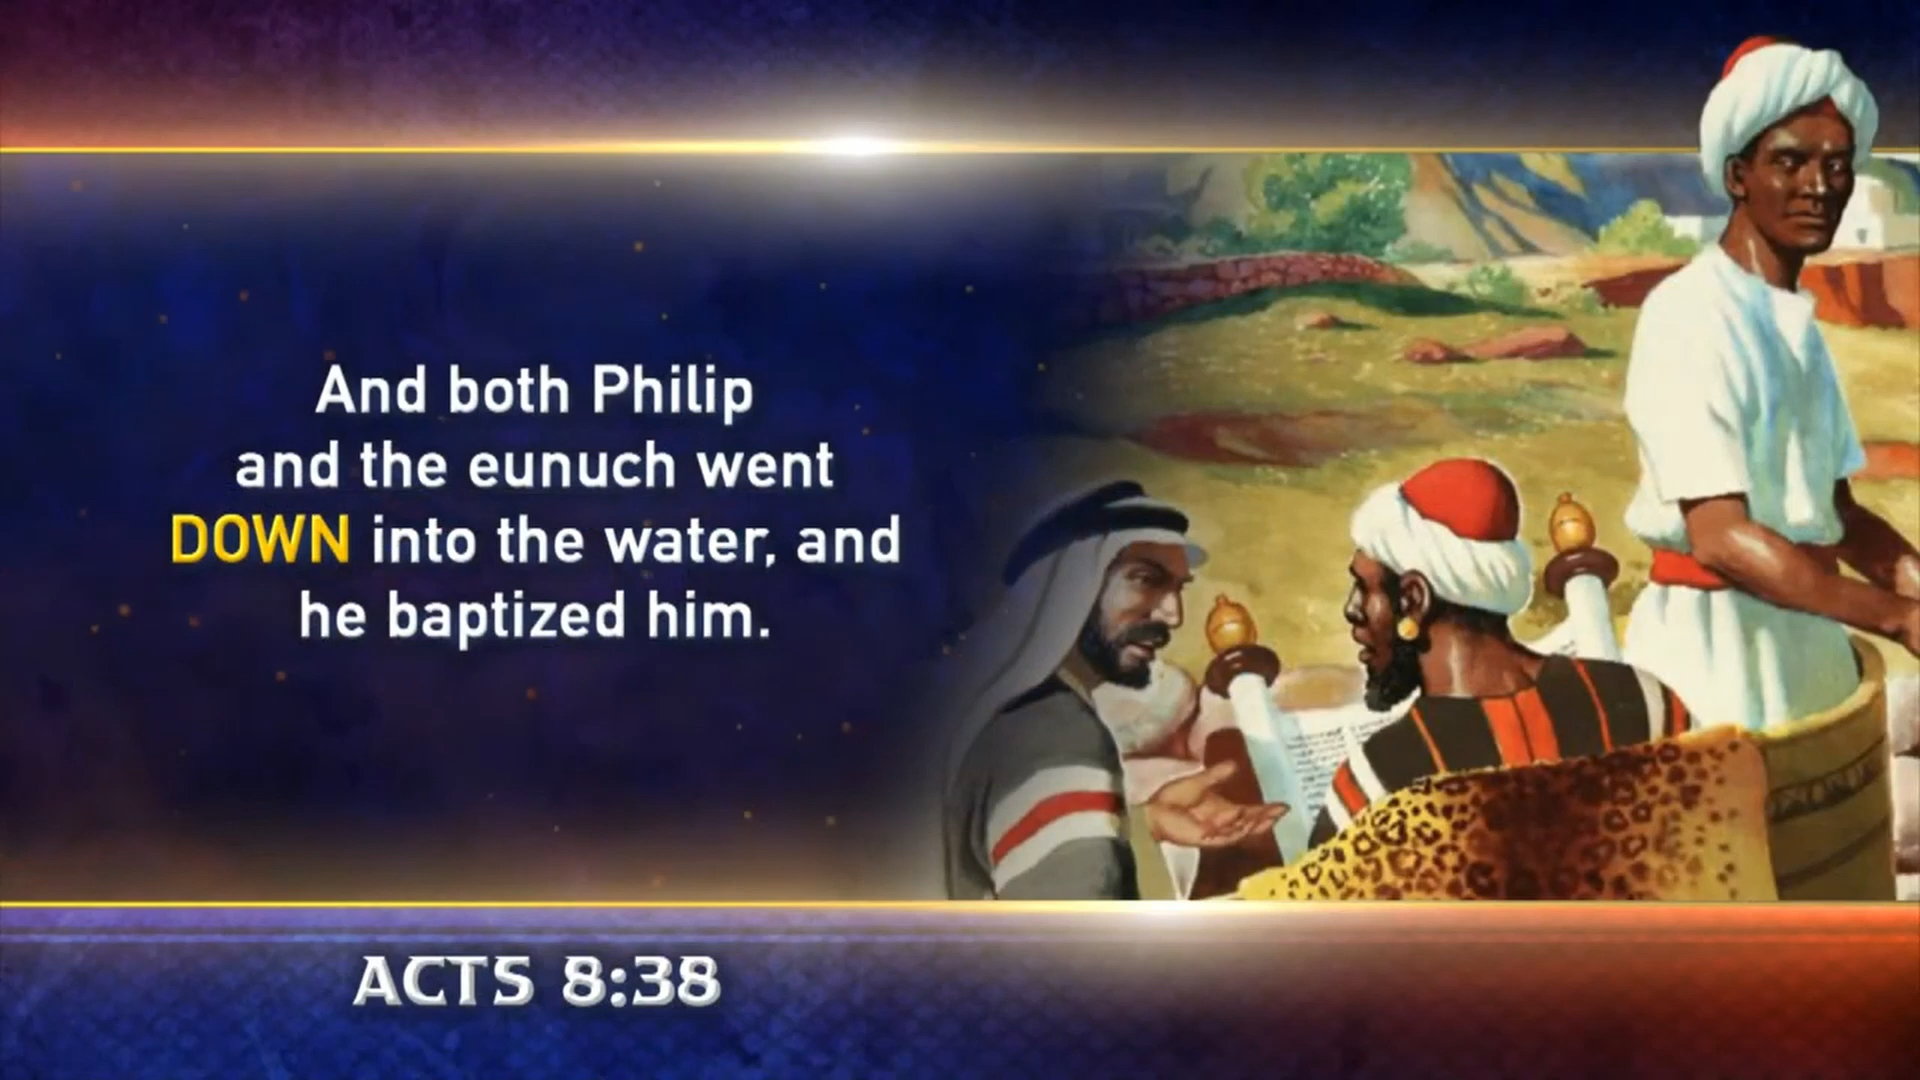 And both Philip
and the eunuch went
DOWN into the water, and
he baptized him.
ACTS 8:38